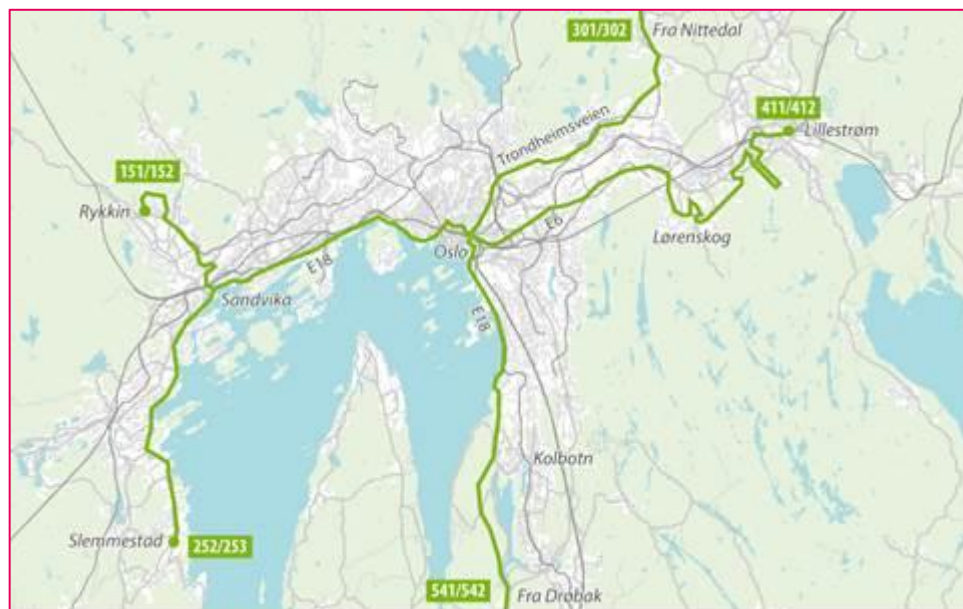 301/302
Fra Nittedal
411/412
Lillestrøm
Trondheimsveien
151/152
Rykkin
E6
Lørenskog
Oslo
E18
Sandvika
E18
Kolbotn
Slemmestad
252/253
541/542
Fra Drøbak